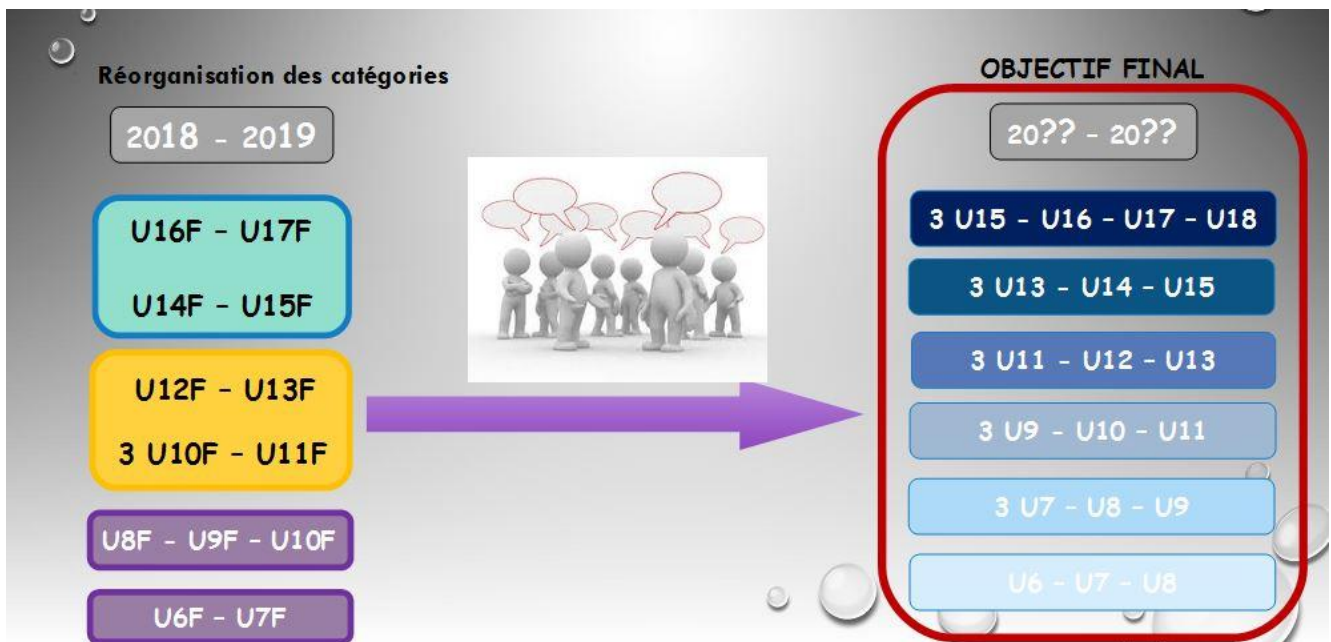 Réorganisation des catégories
2018 - 2019
U16F - U17F
U14F - U15F
U12F - U13F
3 U10F - U11F
U8F - U9F - U10F
U6F - U7F
OBJECTIF FINAL
20?? - 20??
3 U15 - U16 - U17 - U18
3 U13 - U14 - U15
3 U11 - U12 - U13
3 U9 - U10 - U11
3 U7 - U8 - U9
U6 - U7 - U8